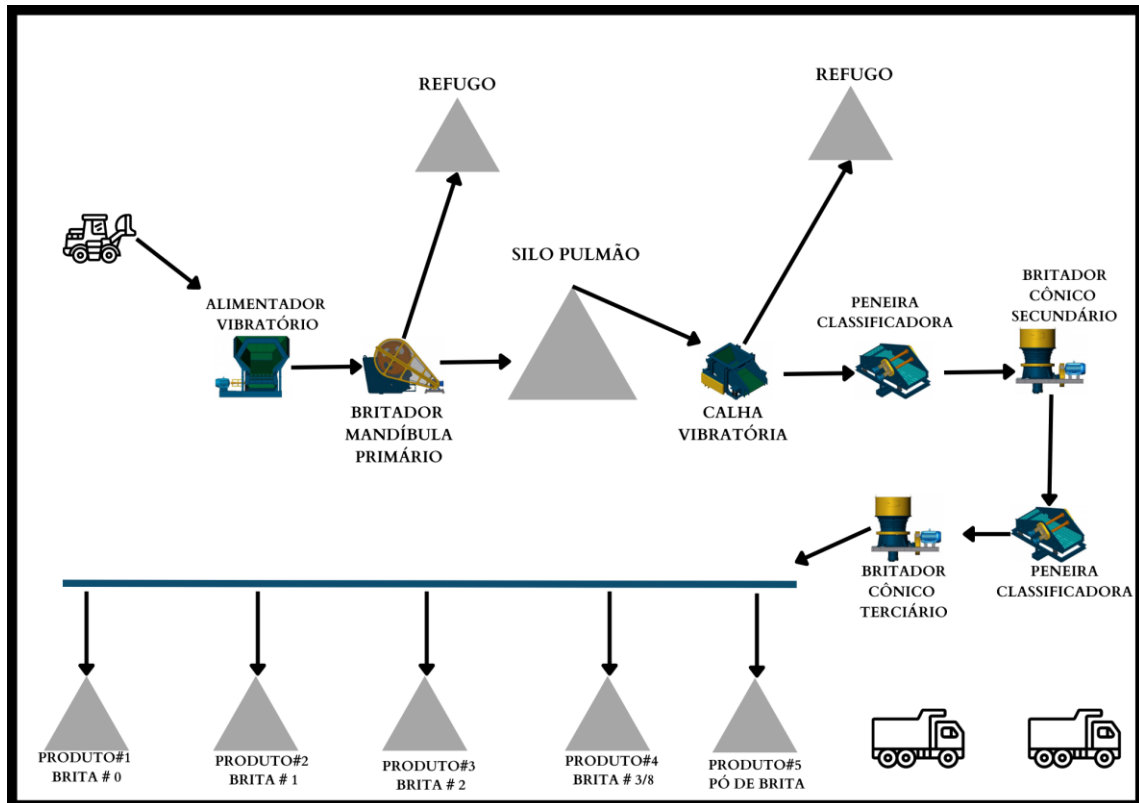 REFUGO
REFUGO
SILO PULMÃO
ALIMENTADOR
VIBRATÓRIO
PENEIRA
CLASSIFICADORA
BRITADOR
CÔNICO
SECUNDÁRIO
BRITADOR
MANDÍBULA
PRIMÁRIO
CALHA
VIBRATÓRIA
BRITADOR
CÔNICO
TERCIÁRIO
PENEIRA
CLASSIFICADORA
PRODUTO#1
BRITA # 0
PRODUTO#2
BRITA # 1
PRODUTO#3
BRITA # 2
PRODUTO#4
BRITA # 3/8
PRODUTO#5
PÓ DE BRITA